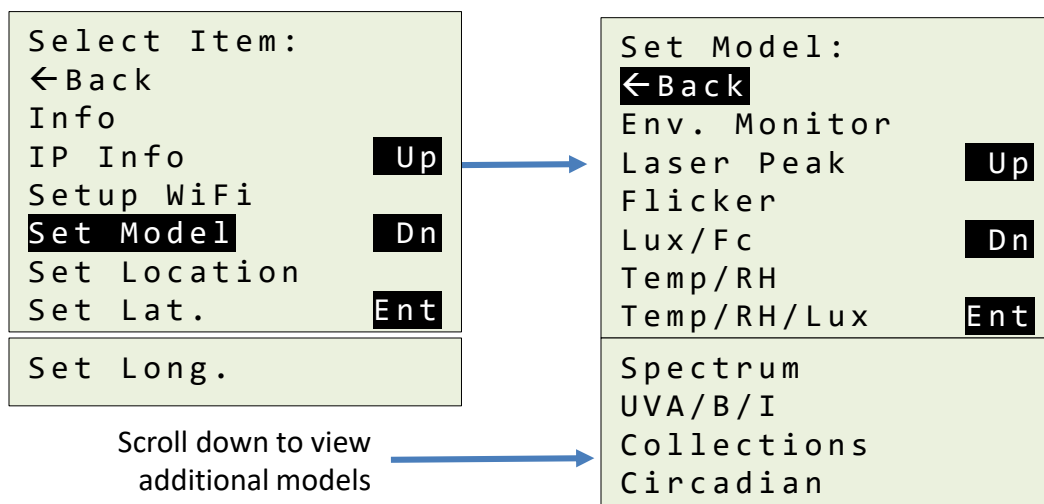 Select Item:
←Back
Info
IP Info Up
Setup WiFi
Set Model Dn
Set Location
Set Lat. Ent
Set Long.
Scroll down to view
additional models
Set Model:
←Back
Env. Monitor
Laser Peak Up
Flicker
Lux/Fc Dn
Temp/RH
Temp/RH/Lux Ent
Spectrum
UVA/B/I
Collections
Circadian